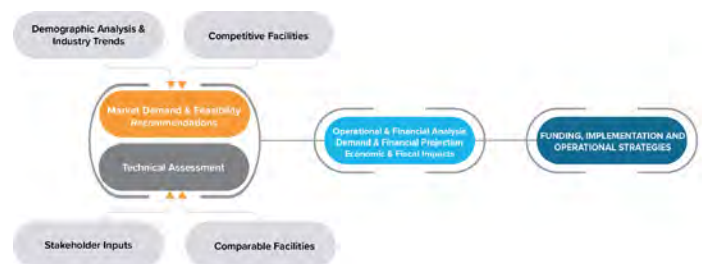 Demographic Analysis &
Industry Trends
Competitive Facilities
Market Demand & Feasibility
Recommendations
Technical Assessment
Operational & Financial Analysis
Demand & Financial Projection
Economic & Fiscal Impacts
FUNDING, IMPLEMENTATION AND
OPERATIONAL STRATEGIES
Stakeholder Inputs
Comparable Facilities